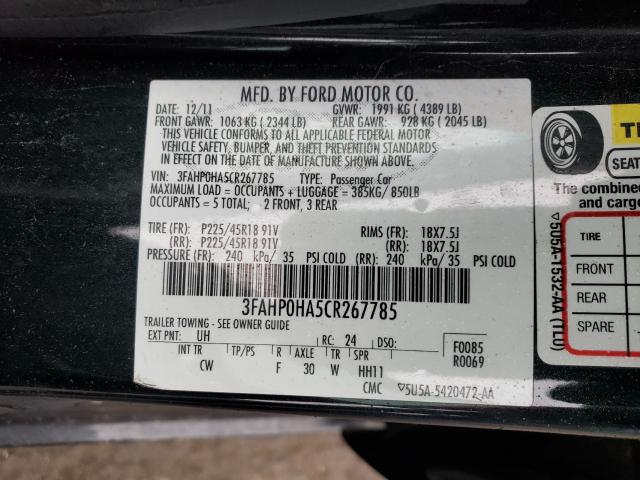 MFD. BY FORD MOTOR CO.
12/11 GVWR: 1991 KG ( 4389 LB)
FRONT GAWR: 1063 KG ( 2344 LB) REAR GAWR: 928 KG ( 2045 LB)
THIS VEHICLE CONFORMS TO ALL APPLICABLE FEDERAL MOTOR
VEHICLE SAFETY, BUMPER, AND THEFT PREVENTION STANDARDS
IN EFFECT ON THE DATE OF MANUFACTURE SHOWN ABOVE.
VIN: 3FAHP0HA5CR267785 TYPE: Passenger Car
MAXIMUM LOAD = OCCUPANTS + LUGGAGE = 385KG/ 850LB
OCCUPANTS = 5 TOTAL: 2 FRONT, 3 REAR
TIRE (FR): P225/45R18 91V RIMS (FR): 18X7.5J
(RR): P225/45R18 91V (RR): 18X7.5J
PRESSURE (FR): 240 kPa/ 35 PSI COLD (RR): 240 kPa/ 35 PSI COLD
3FAHP0HA5CR267785
TRAILER TOWING - SEE OWNER GUIDE
EXT PNT: UH RC: 24 DSO: F0085
R0069
INT TR TP/PS R AXLE TR SPR
CW F 30 W HH11
CMC ▽5U5A-5420472-AA
SEAT
The combined
and cargo
TIRE
FRONT
REAR
SPARE
▽5U5A-1532-AA (TLO)